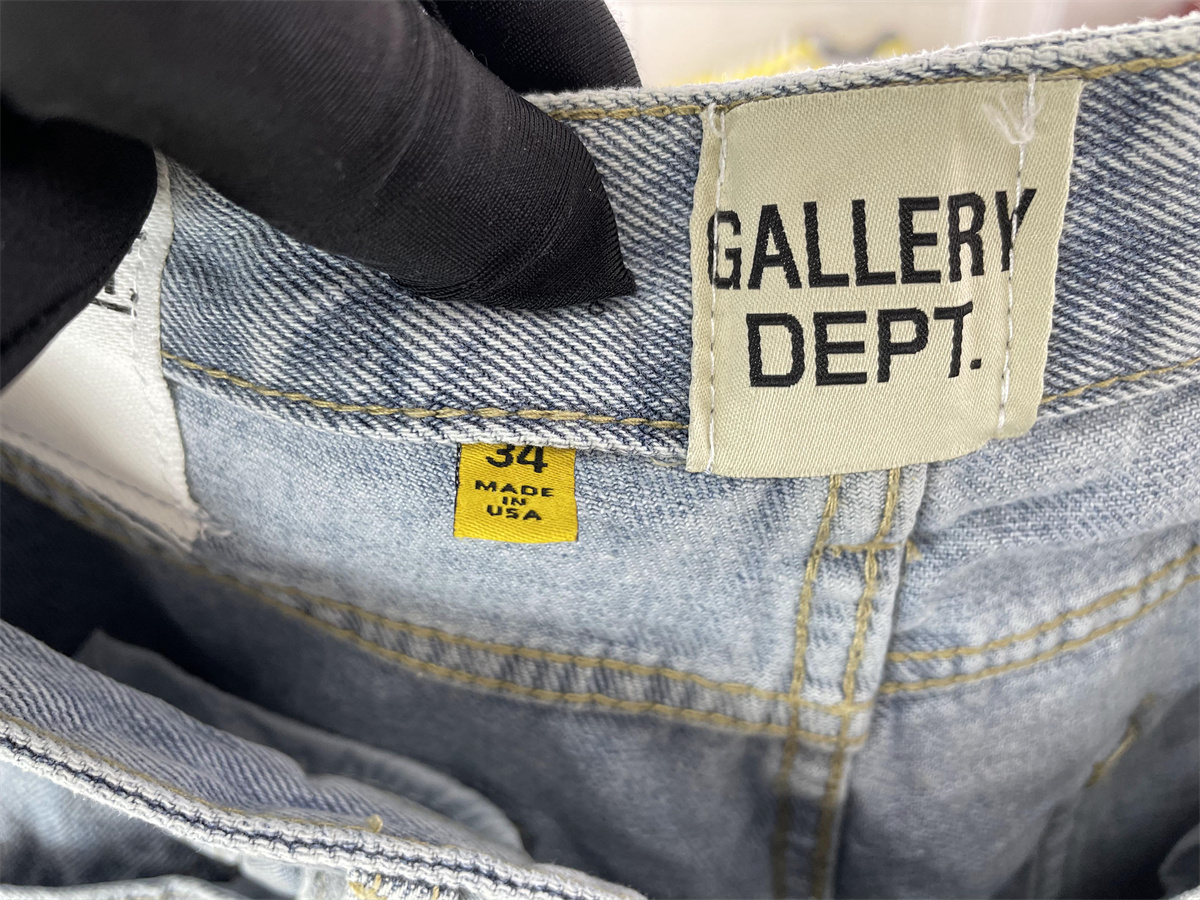 GALLERY
DEPT.
34
MADE
IN
USA